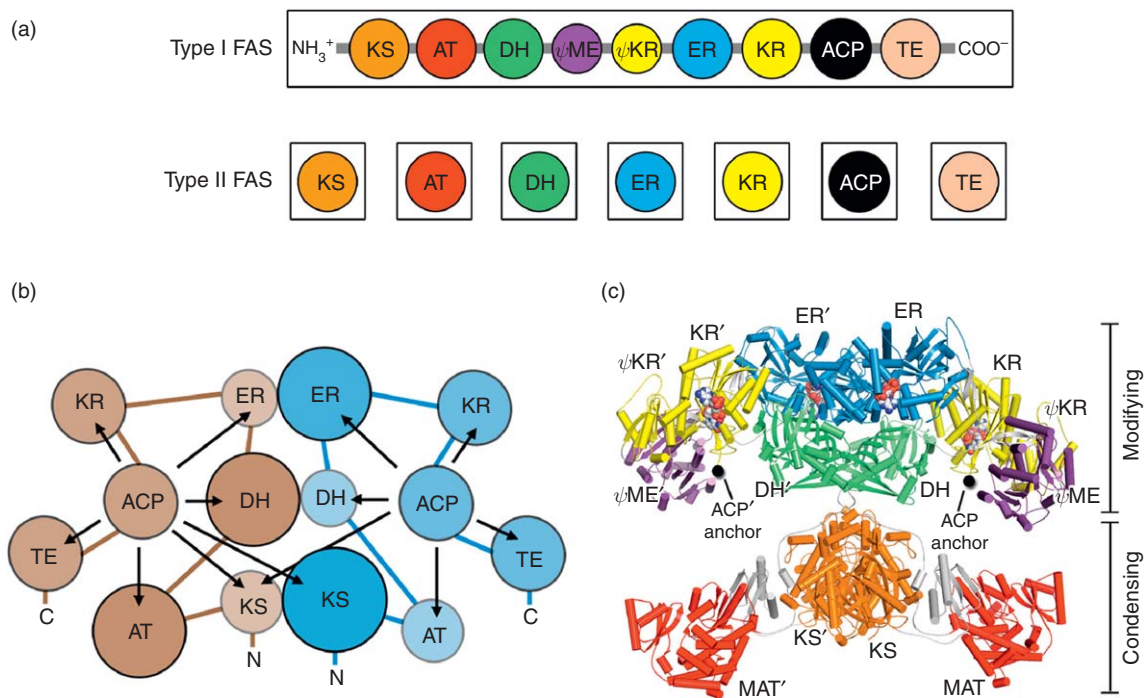 (a)
Type I FAS NH₃⁺ KS AT DH ψME ψKR ER KR ACP TE COO⁻
Type II FAS KS AT DH ER KR ACP TE
(b)
KR ER ER KR
ACP DH DH ACP
TE TE
C AT KS KS AT C
N N
(c)
ER′ ER
KR′ KR
ψKR′ ψKR
ψME′ DH′ DH ψME
ACP′ anchor
ACP anchor
KS′ KS
MAT′ MAT
Modifying
Condensing